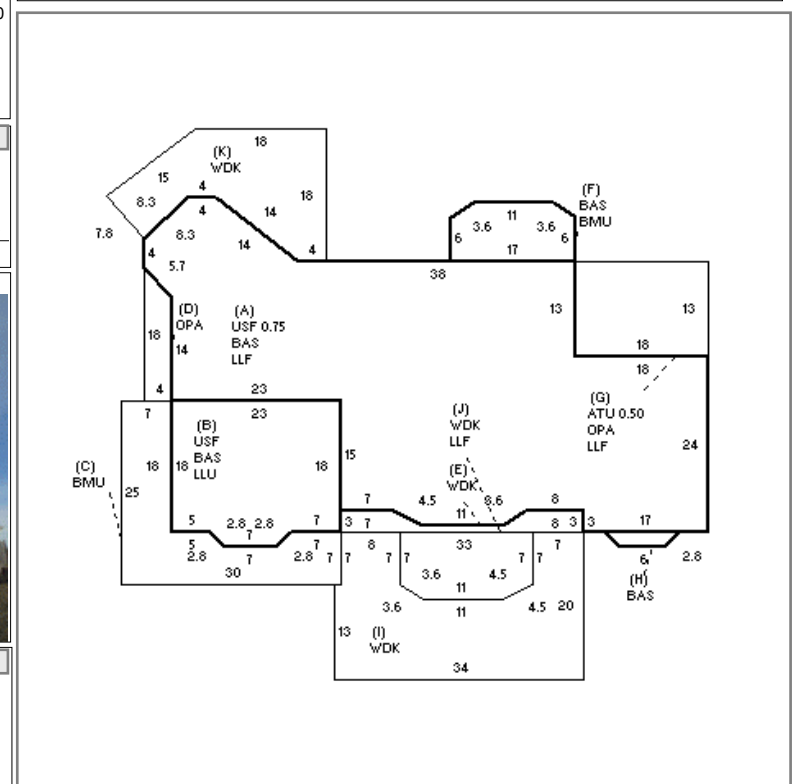 18
(K)
WDK
15
4
18
8.3
4
14
(F)
BAS
BMU
11
3.6
3.6
7.8
8.3
14
4
6
17
6
4
5.7
38
(D)
OPA
(A)
USF 0.75
BAS
LLF
13
13
18
14
18
18
4
23
7
23
(B)
USF
BAS
LLU
(J)
WDK
LLF
(G)
ATU 0.50
OPA
LLF
15
24
(C)
BMU
18
18
18
25
(E)
WDK
7
4.5
8.6
8
11
5
2.8
2.8
7
7
3
7
8
3
3
17
5
2.8
7
2.8
7
7
7
8
33
7
7
7
7
7
6
2.8
30
3.6
4.5
11
(H)
BAS
3.6
11
4.5
20
13
(I)
WDK
34